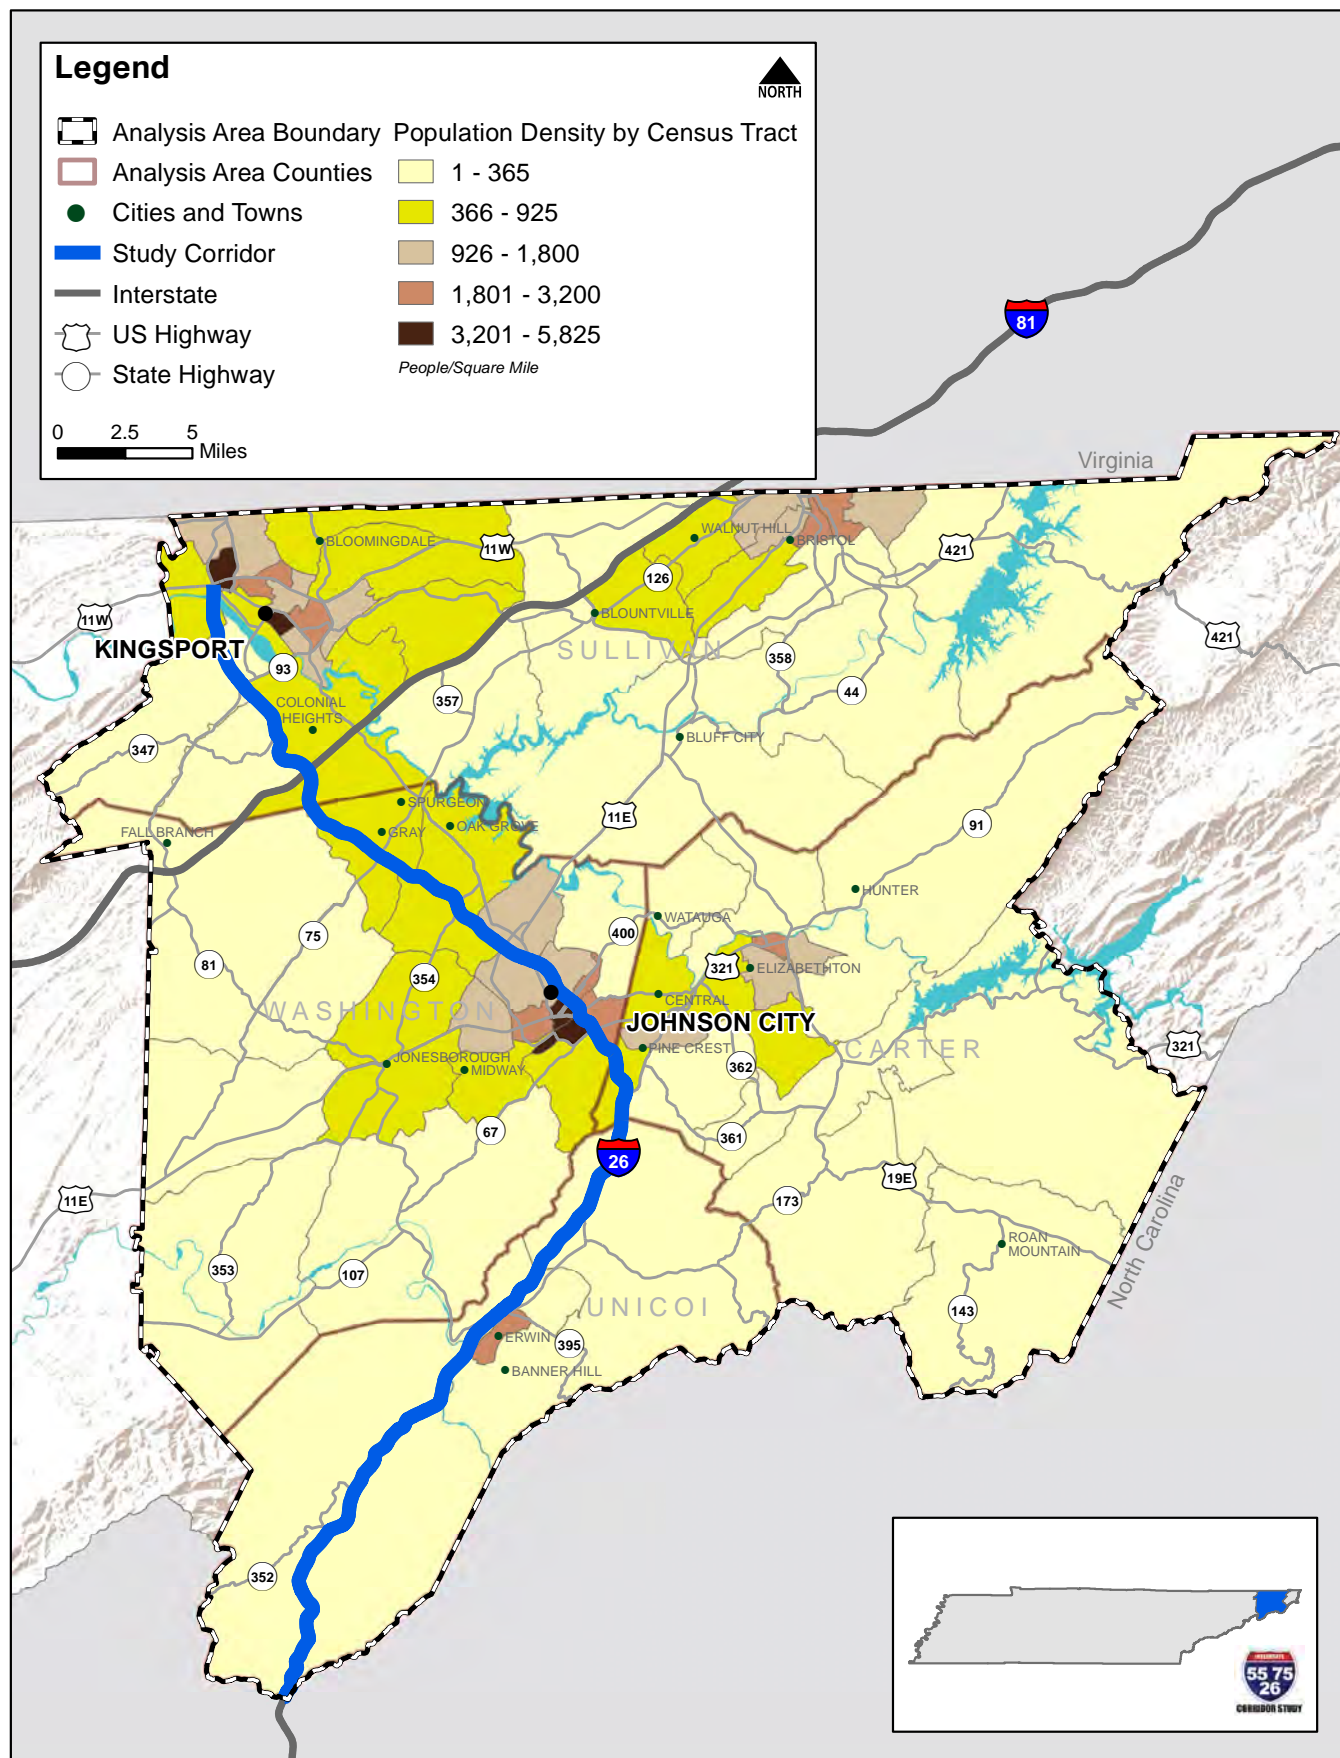 Legend
NORTH
Analysis Area Boundary
Analysis Area Counties
Cities and Towns
Study Corridor
Interstate
US Highway
State Highway
0 2.5 5
Miles
Population Density by Census Tract
1 - 365
366 - 925
926 - 1,800
1,801 - 3,200
3,201 - 5,825
People/Square Mile
81
Virginia
BLOOMINGDALE
11W
WALNUT HILL
BRISTOL
421
126
11W
BLOUNTVILLE
421
KINGSPORT
SULLIVAN
93
358
357
44
COLONIAL
HEIGHTS
BLUFF CITY
347
SPURGEON
11E
91
FALL BRANCH
GRAY
OAK GROVE
HUNTER
WATAUGA
75
400
81
354
321
ELIZABETHTON
WASHINGTON
CENTRAL
JOHNSON CITY
PINE CREST
CARTER
321
JONESBOROUGH
MIDWAY
362
67
361
26
11E
19E
173
North Carolina
ROAN
MOUNTAIN
353
107
UNICOI
143
ERWIN
395
BANNER HILL
352
INTERSTATE
55 75
26
CORRIDOR STUDY